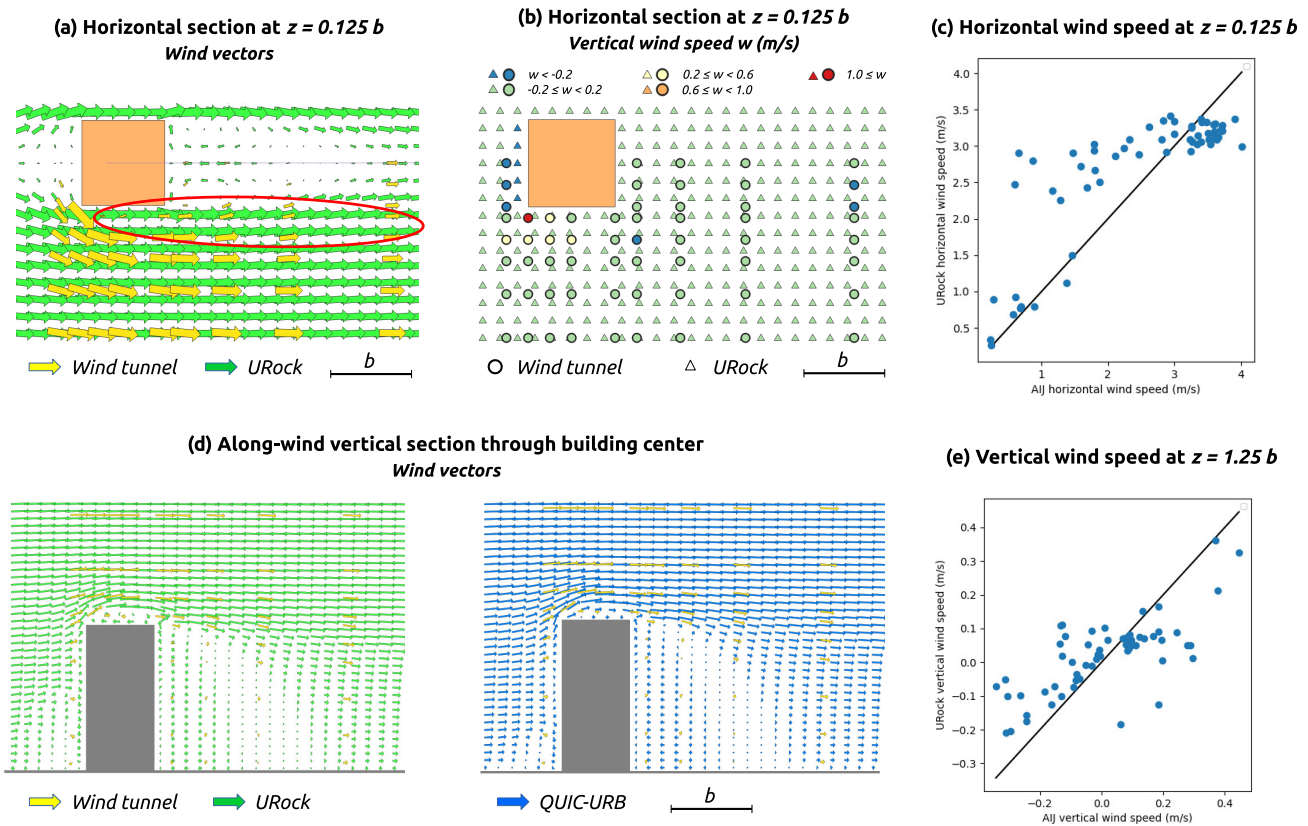 (a) Horizontal section at z = 0.125 b
Wind vectors
Wind tunnel
URock
b
(b) Horizontal section at z = 0.125 b
Vertical wind speed w (m/s)
w < -0.2
0.2 ≤ w < 0.6
1.0 ≤ w
-0.2 ≤ w < 0.2
0.6 ≤ w < 1.0
Wind tunnel
URock
b
(c) Horizontal wind speed at z = 0.125 b
URock horizontal wind speed (m/s)
4.0
3.5
3.0
2.5
2.0
1.5
1.0
0.5
1 2 3 4
AIJ horizontal wind speed (m/s)
(d) Along-wind vertical section through building center
Wind vectors
Wind tunnel
URock
QUIC-URB
b
(e) Vertical wind speed at z = 1.25 b
URock vertical wind speed (m/s)
0.4
0.3
0.2
0.1
0.0
−0.1
−0.2
−0.3
−0.2 0.0 0.2 0.4
AIJ vertical wind speed (m/s)